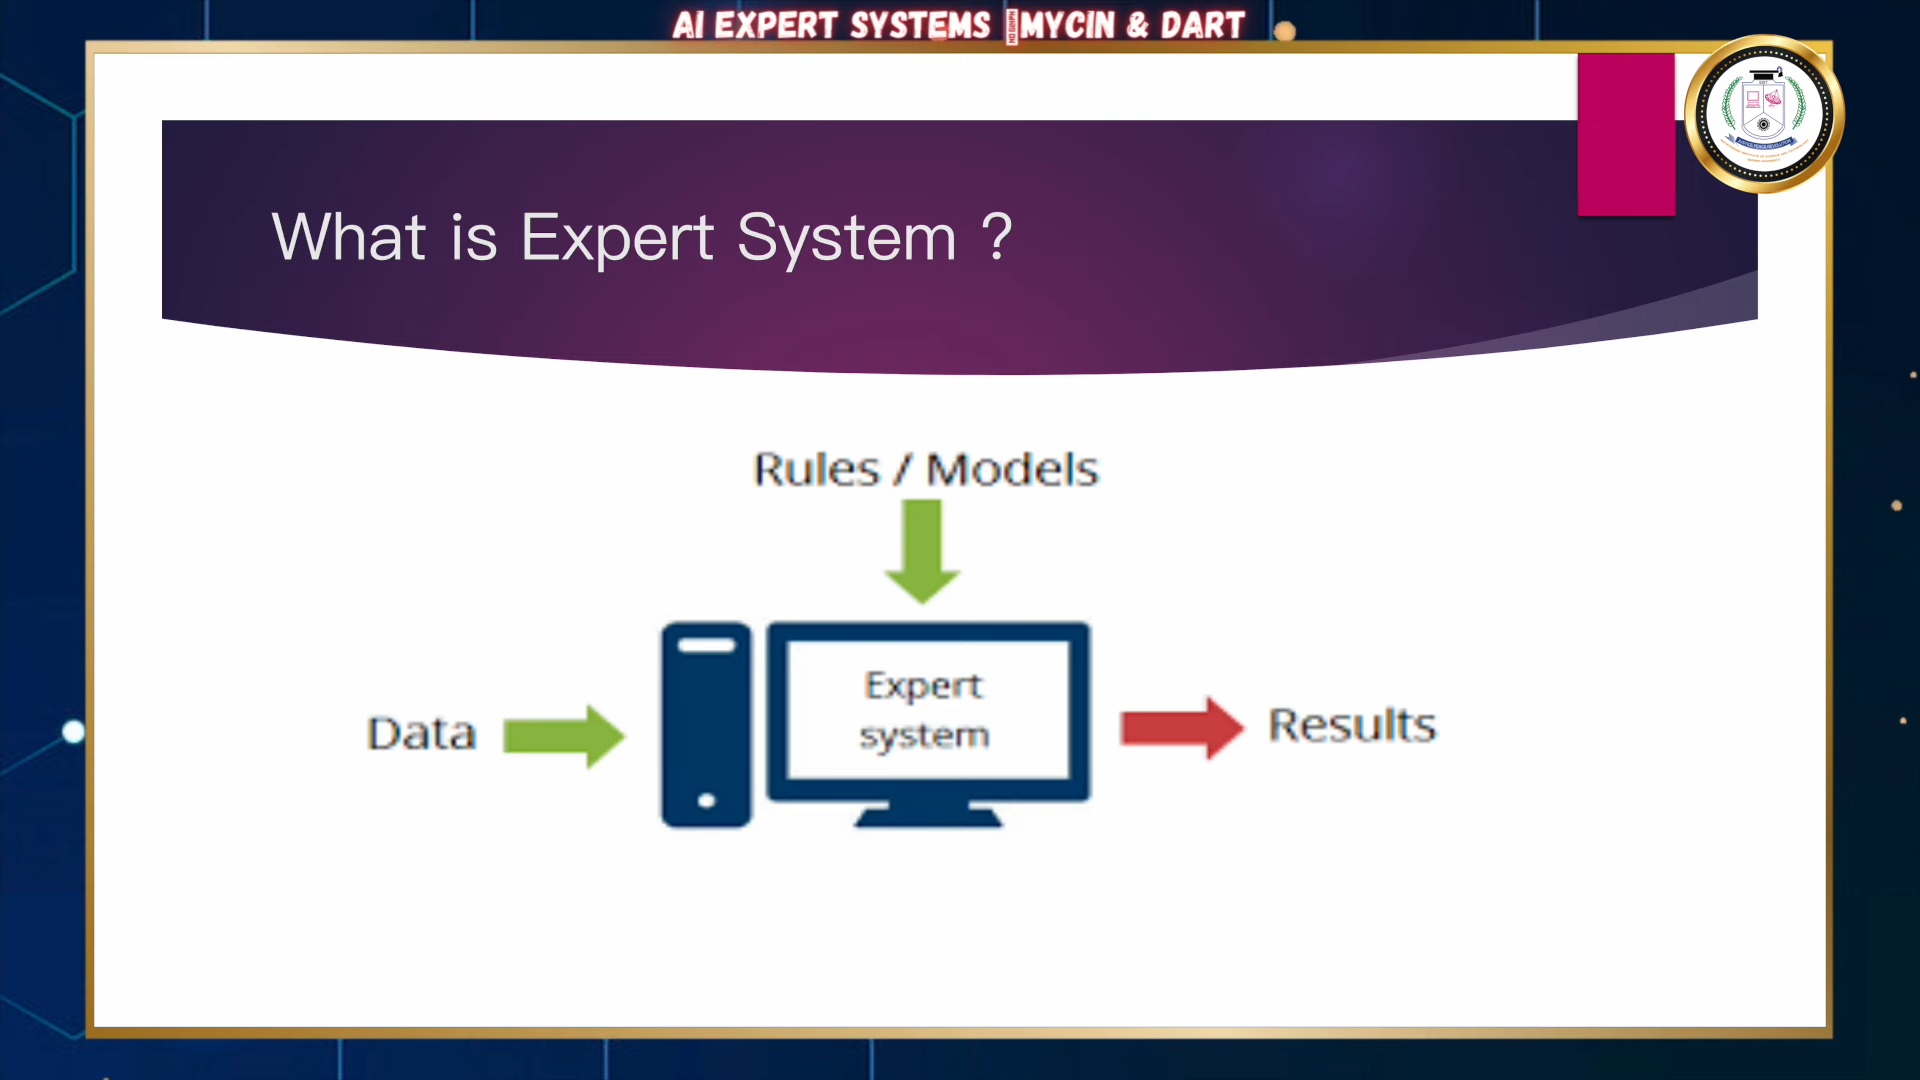 AI EXPERT SYSTEMS MYCIN & DART
What is Expert System ?
Rules / Models
Expert
system
Data
Results